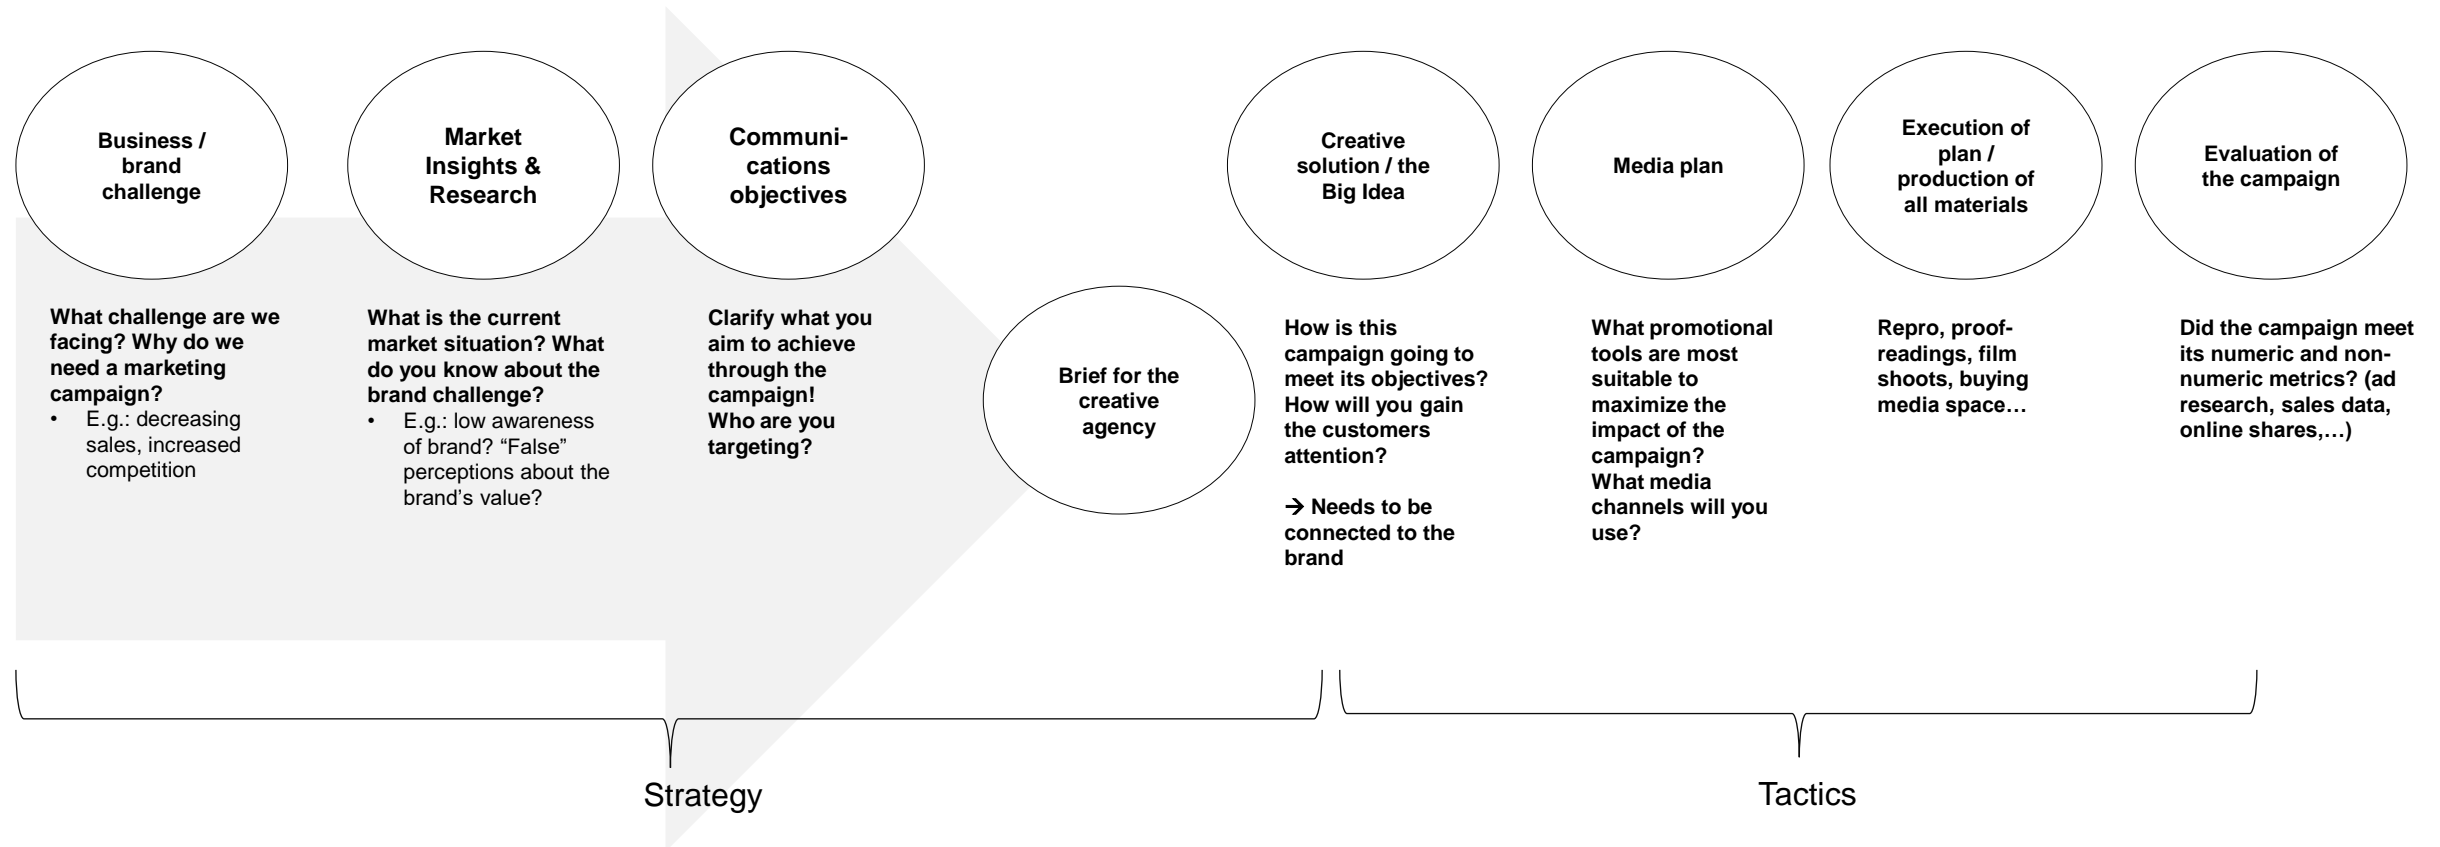 Business /
brand
challenge
Market
Insights &
Research
Communi-
cations
objectives
Creative
solution / the
Big Idea
Media plan
Execution of
plan /
production of
all materials
Evaluation of
the campaign
What challenge are we
facing? Why do we
need a marketing
campaign?
• E.g.: decreasing
sales, increased
competition
What is the current
market situation? What
do you know about the
brand challenge?
• E.g.: low awareness
of brand? “False”
perceptions about the
brand’s value?
Clarify what you
aim to achieve
through the
campaign!
Who are you
targeting?
Brief for the
creative
agency
How is this
campaign going to
meet its objectives?
How will you gain
the customers
attention?
→ Needs to be
connected to the
brand
What promotional
tools are most
suitable to
maximize the
impact of the
campaign?
What media
channels will you
use?
Repro, proof-
readings, film
shoots, buying
media space…
Did the campaign meet
its numeric and non-
numeric metrics? (ad
research, sales data,
online shares,…)
Strategy
Tactics